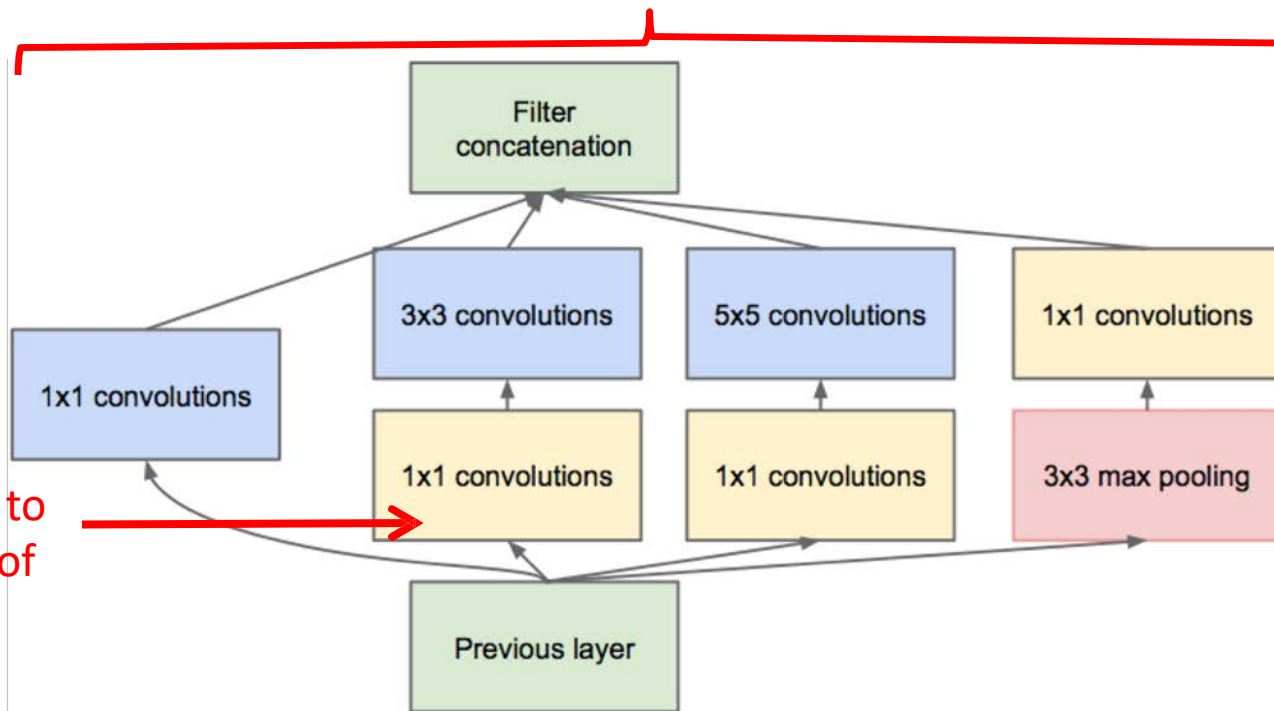 Filter
concatenation
3x3 convolutions
5x5 convolutions
1x1 convolutions
1x1 convolutions
1x1 convolutions
1x1 convolutions
3x3 max pooling
to
of
Previous layer